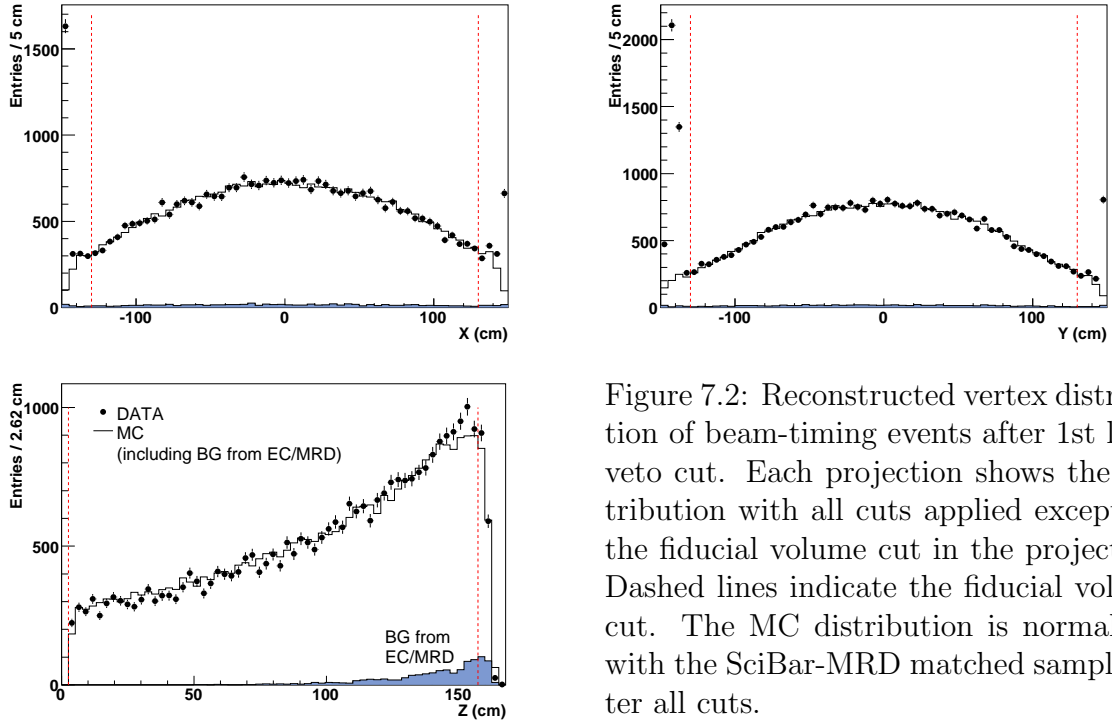 Entries / 5 cm
1500
1000
500
0
-100
0
100
X (cm)
Entries / 5 cm
2000
1500
1000
500
0
-100
0
100
Y (cm)
Entries / 2.62 cm
1000
500
0
DATA
MC
(including BG from EC/MRD)
BG from
EC/MRD
0
50
100
150
Z (cm)
Figure 7.2: Reconstructed vertex distr
tion of beam-timing events after 1st l
veto cut. Each projection shows the
tribution with all cuts applied except
the fiducial volume cut in the project
Dashed lines indicate the fiducial vol
cut. The MC distribution is normal
with the SciBar-MRD matched sampl
ter all cuts.